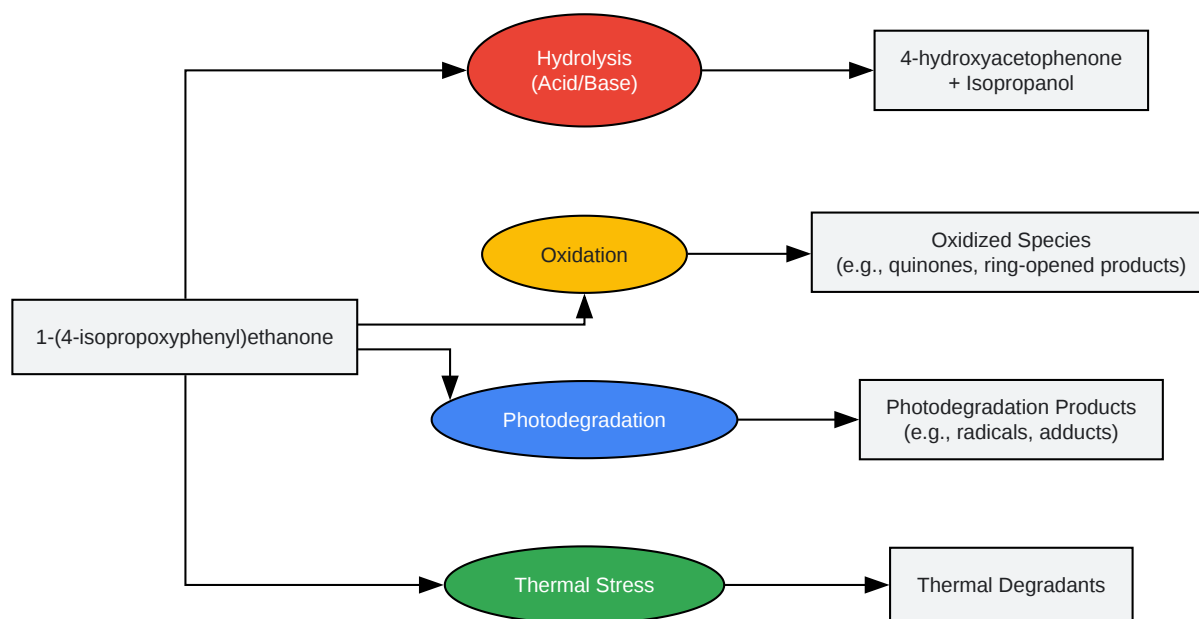 Hydrolysis
(Acid/Base)
4-hydroxyacetophenone
+ Isopropanol
Oxidation
Oxidized Species
(e.g., quinones, ring-opened products)
1-(4-isopropoxyphenyl)ethanone
Photodegradation
Photodegradation Products
(e.g., radicals, adducts)
Thermal Stress
Thermal Degradants